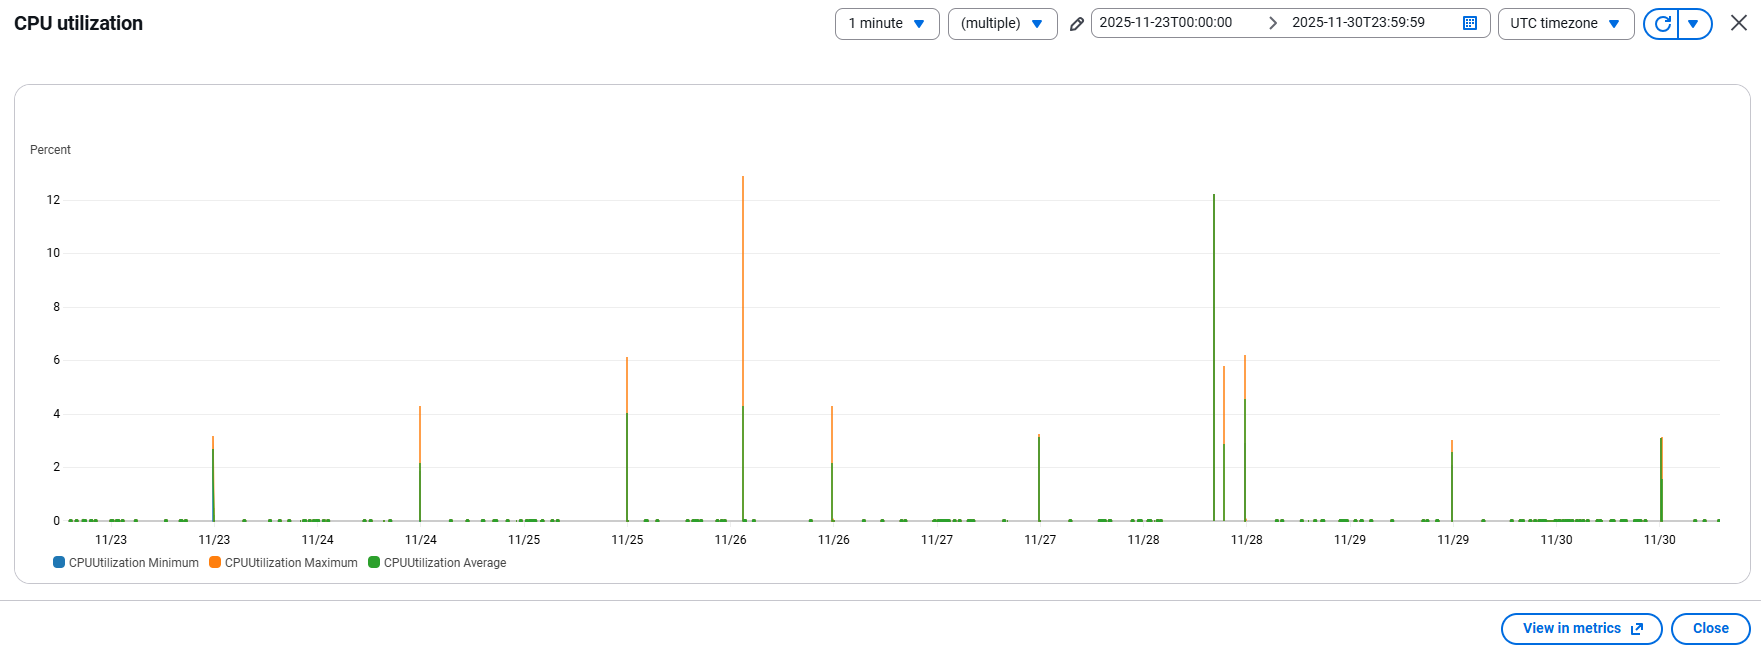 CPU utilization
1 minute
(multiple)
2025-11-23T00:00:00
2025-11-30T23:59:59
UTC timezone
Percent
12
10
8
6
4
2
0
11/23 11/23 11/24 11/24 11/25 11/25 11/26 11/26 11/27 11/27 11/28 11/28 11/29 11/29 11/30 11/30
CPUUtilization Minimum CPUUtilization Maximum CPUUtilization Average
View in metrics
Close